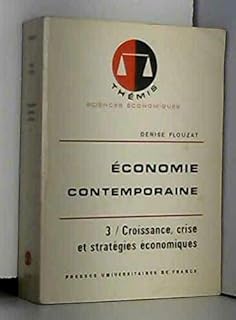 THÉMIS
SCIENCES ÉCONOMIQUES
DENISE FLOUZAT
ÉCONOMIE
CONTEMPORAINE
3 / Croissance, crise
et stratégies économiques
PRESSES UNIVERSITAIRES DE FRANCE